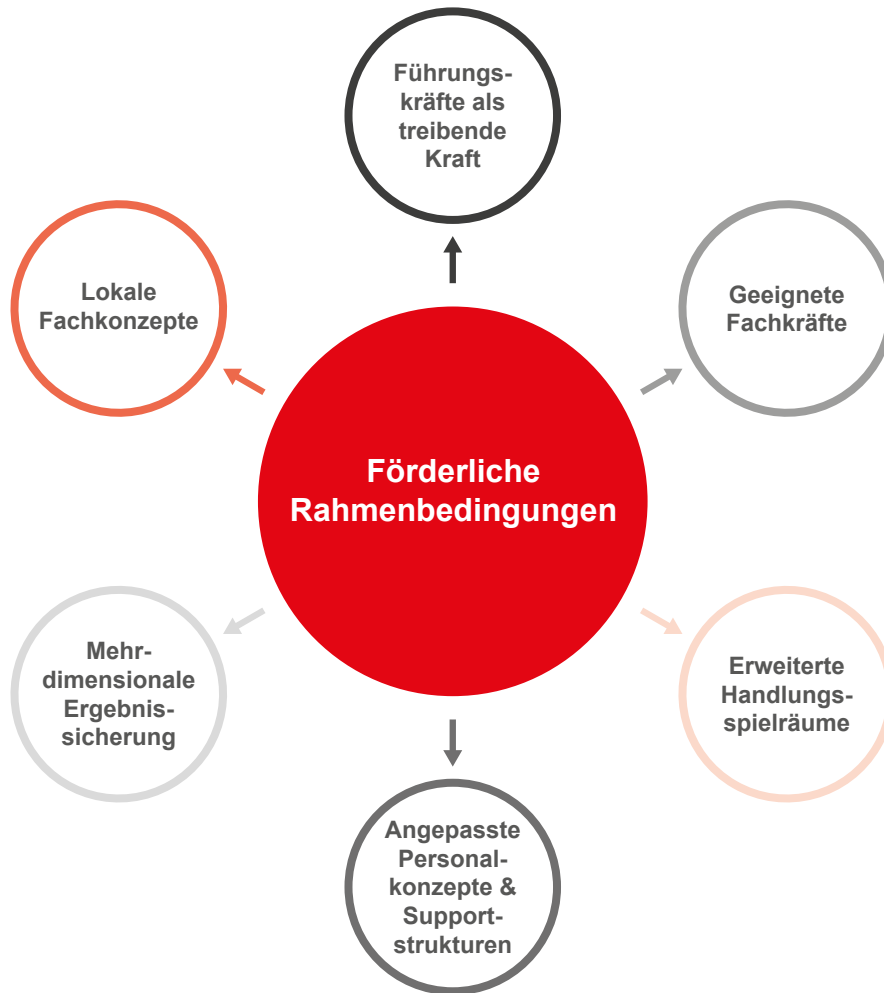 Führungs-
kräfte als
treibende
Kraft
Lokale
Fachkonzepte
Geeignete
Fachkräfte
Förderliche
Rahmenbedingungen
Mehr-
dimensionale
Ergebnis-
sicherung
Erweiterte
Handlungs-
spielräume
Angepasste
Personal-
konzepte &
Support-
strukturen